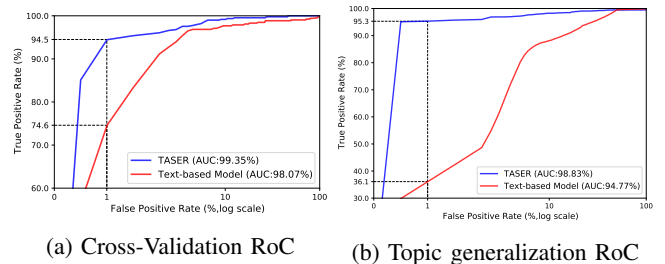 100.0
94.5
90.0
80.0
74.6
70.0
60.0
True Positive Rate (%)
TASER (AUC:99.35%)
Text-based Model (AUC:98.07%)
0 1 10 100
False Positive Rate (%,log scale)
(a) Cross-Validation RoC
100.0
95.3
90.0
80.0
70.0
60.0
50.0
40.0
36.1
30.0
True Positive Rate (%)
TASER (AUC:98.83%)
Text-based Model (AUC:94.77%)
0 1 10 100
False Positive Rate (%,log scale)
(b) Topic generalization RoC